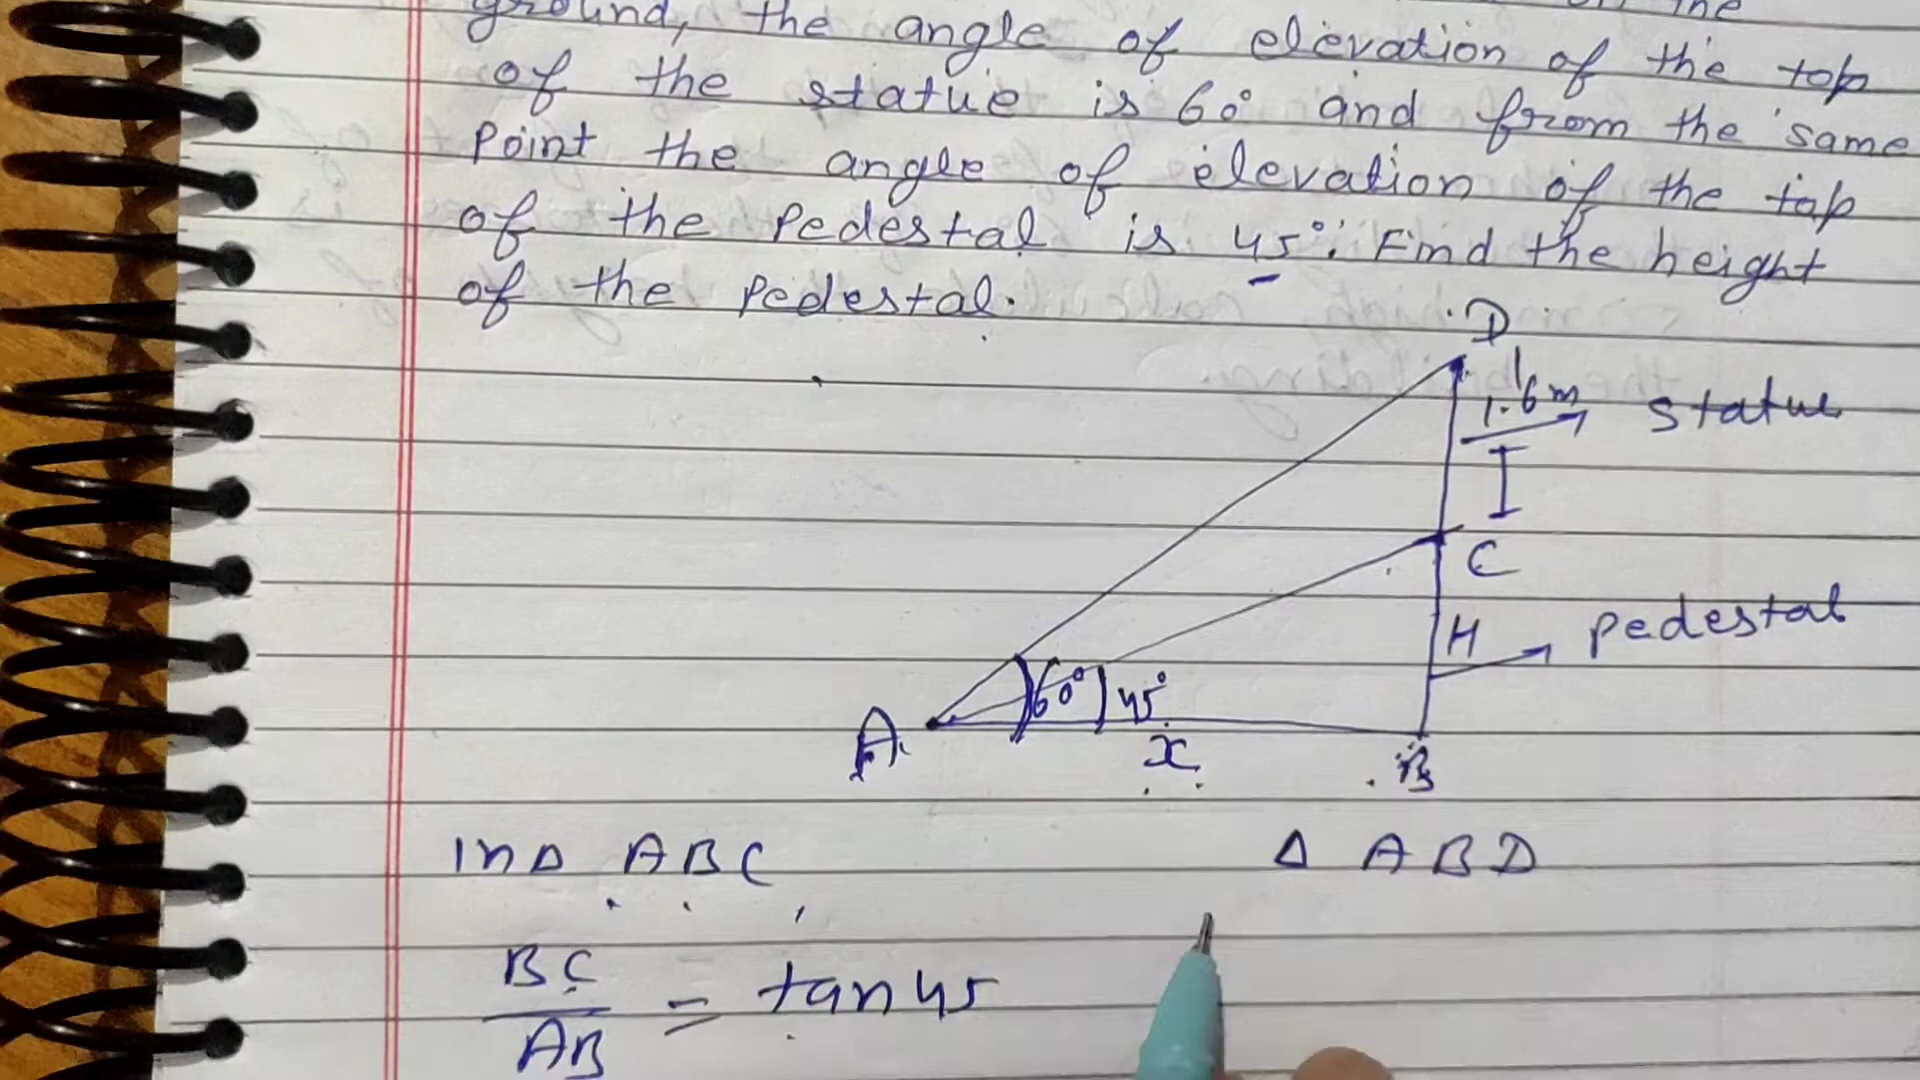 ground, the angle of elevation of the top
of the statue is 60° and from the same
point the angle of elevation of the top
of the pedestal is 45°. Find the height
of the pedestal.
D
1.6m
statue
C
H
pedestal
60°
45°
A
x
B
In Δ ABC
Δ ABD
BC
AB
= tan45